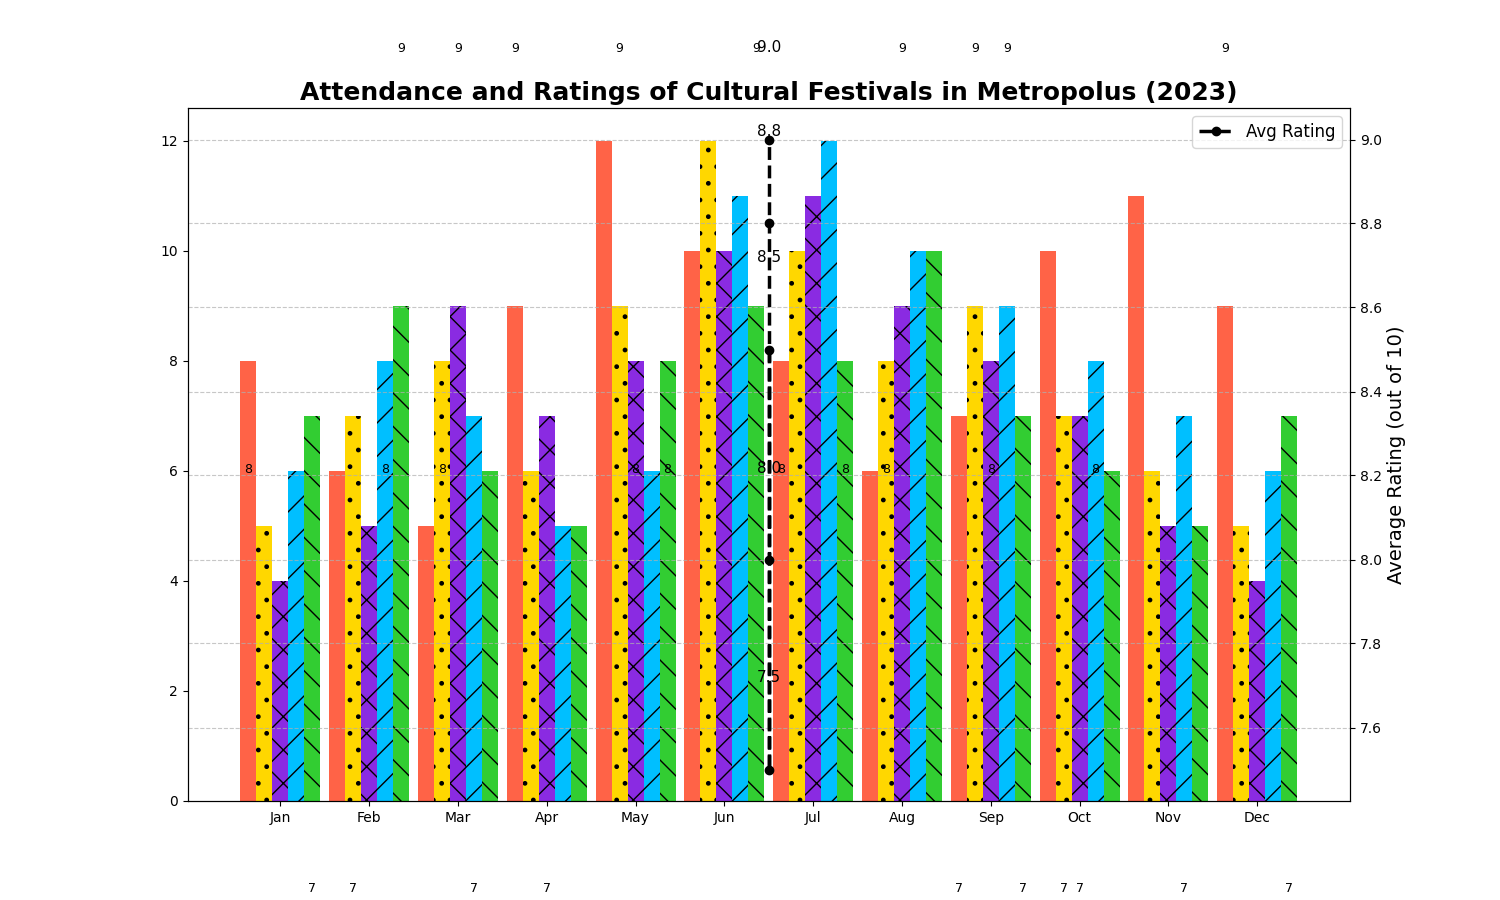 9 9 9 9 9 9.0 9 9 9 9
Attendance and Ratings of Cultural Festivals in Metropolus (2023)
Avg Rating
8.8
12
9.0
8.8
8.5
10
8.6
8.4
8
8 8 8 8 8 8.0 8 8 8 8 8
6
8.2
8.0
4
7.8
7.5
2
7.6
0
Average Rating (out of 10)
Jan Feb Mar Apr May Jun Jul Aug Sep Oct Nov Dec
7 7 7 7 7 7 7 7 7 7